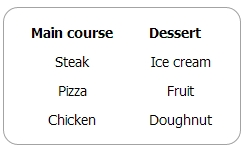 Main course Dessert
Steak Ice cream
Pizza Fruit
Chicken Doughnut